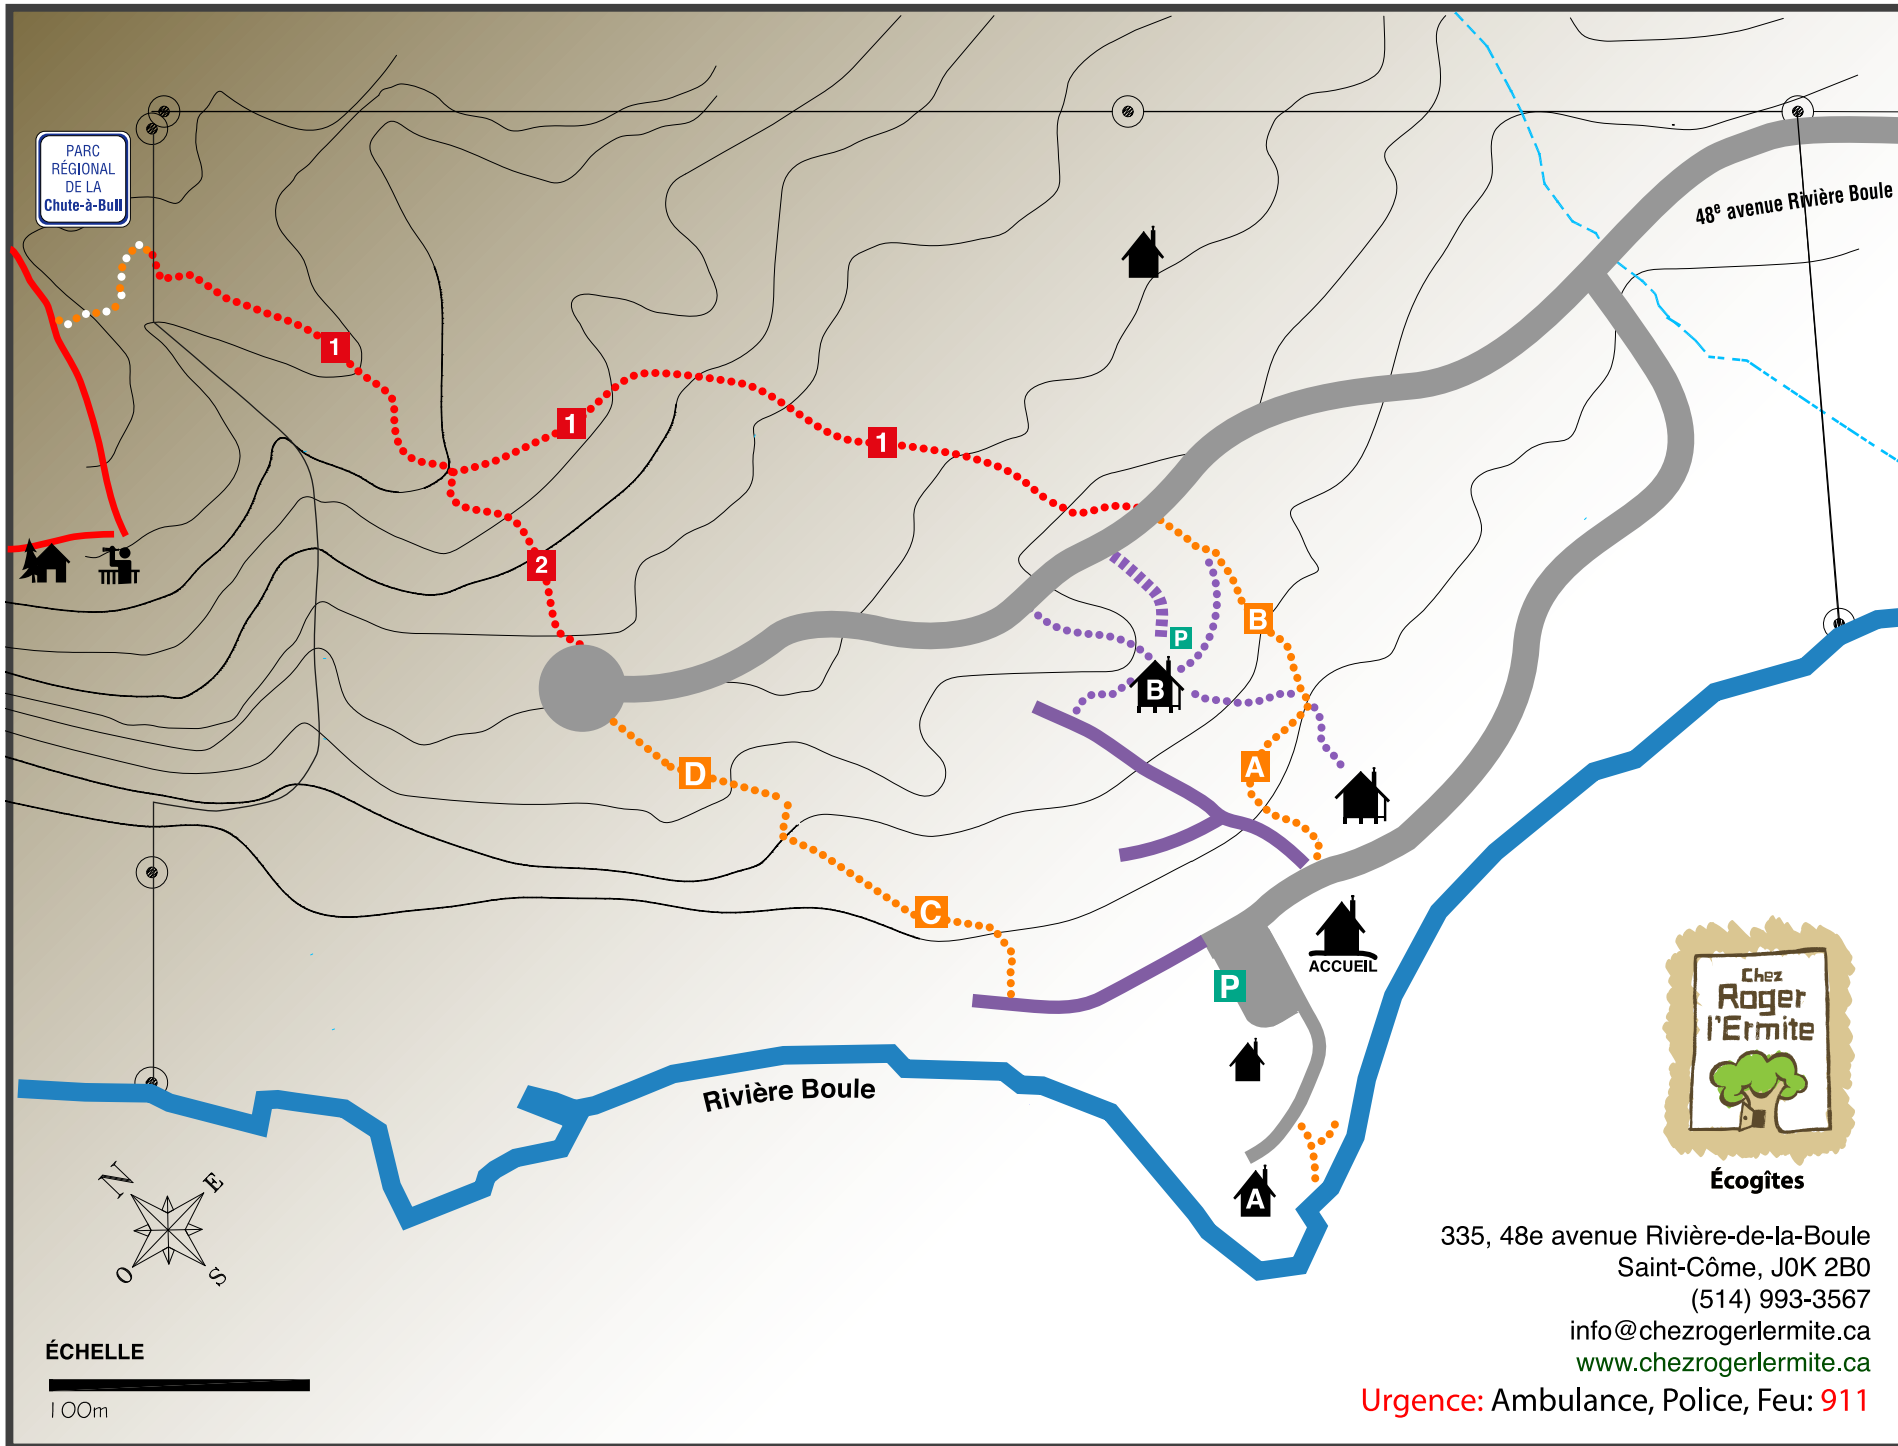 PARC
RÉGIONAL
DE LA
Chute-à-Bull
48e avenue Rivière Boule
1
1
1
2
B
P
B
A
D
C
ACCUEIL
P
A
Rivière Boule
Chez
Roger
l'Ermite
Écogîtes
N
E
O
S
335, 48e avenue Rivière-de-la-Boule
Saint-Côme, J0K 2B0
(514) 993-3567
info@chezrogerlermite.ca
www.chezrogerlermite.ca
Urgence: Ambulance, Police, Feu: 911
ÉCHELLE
100m